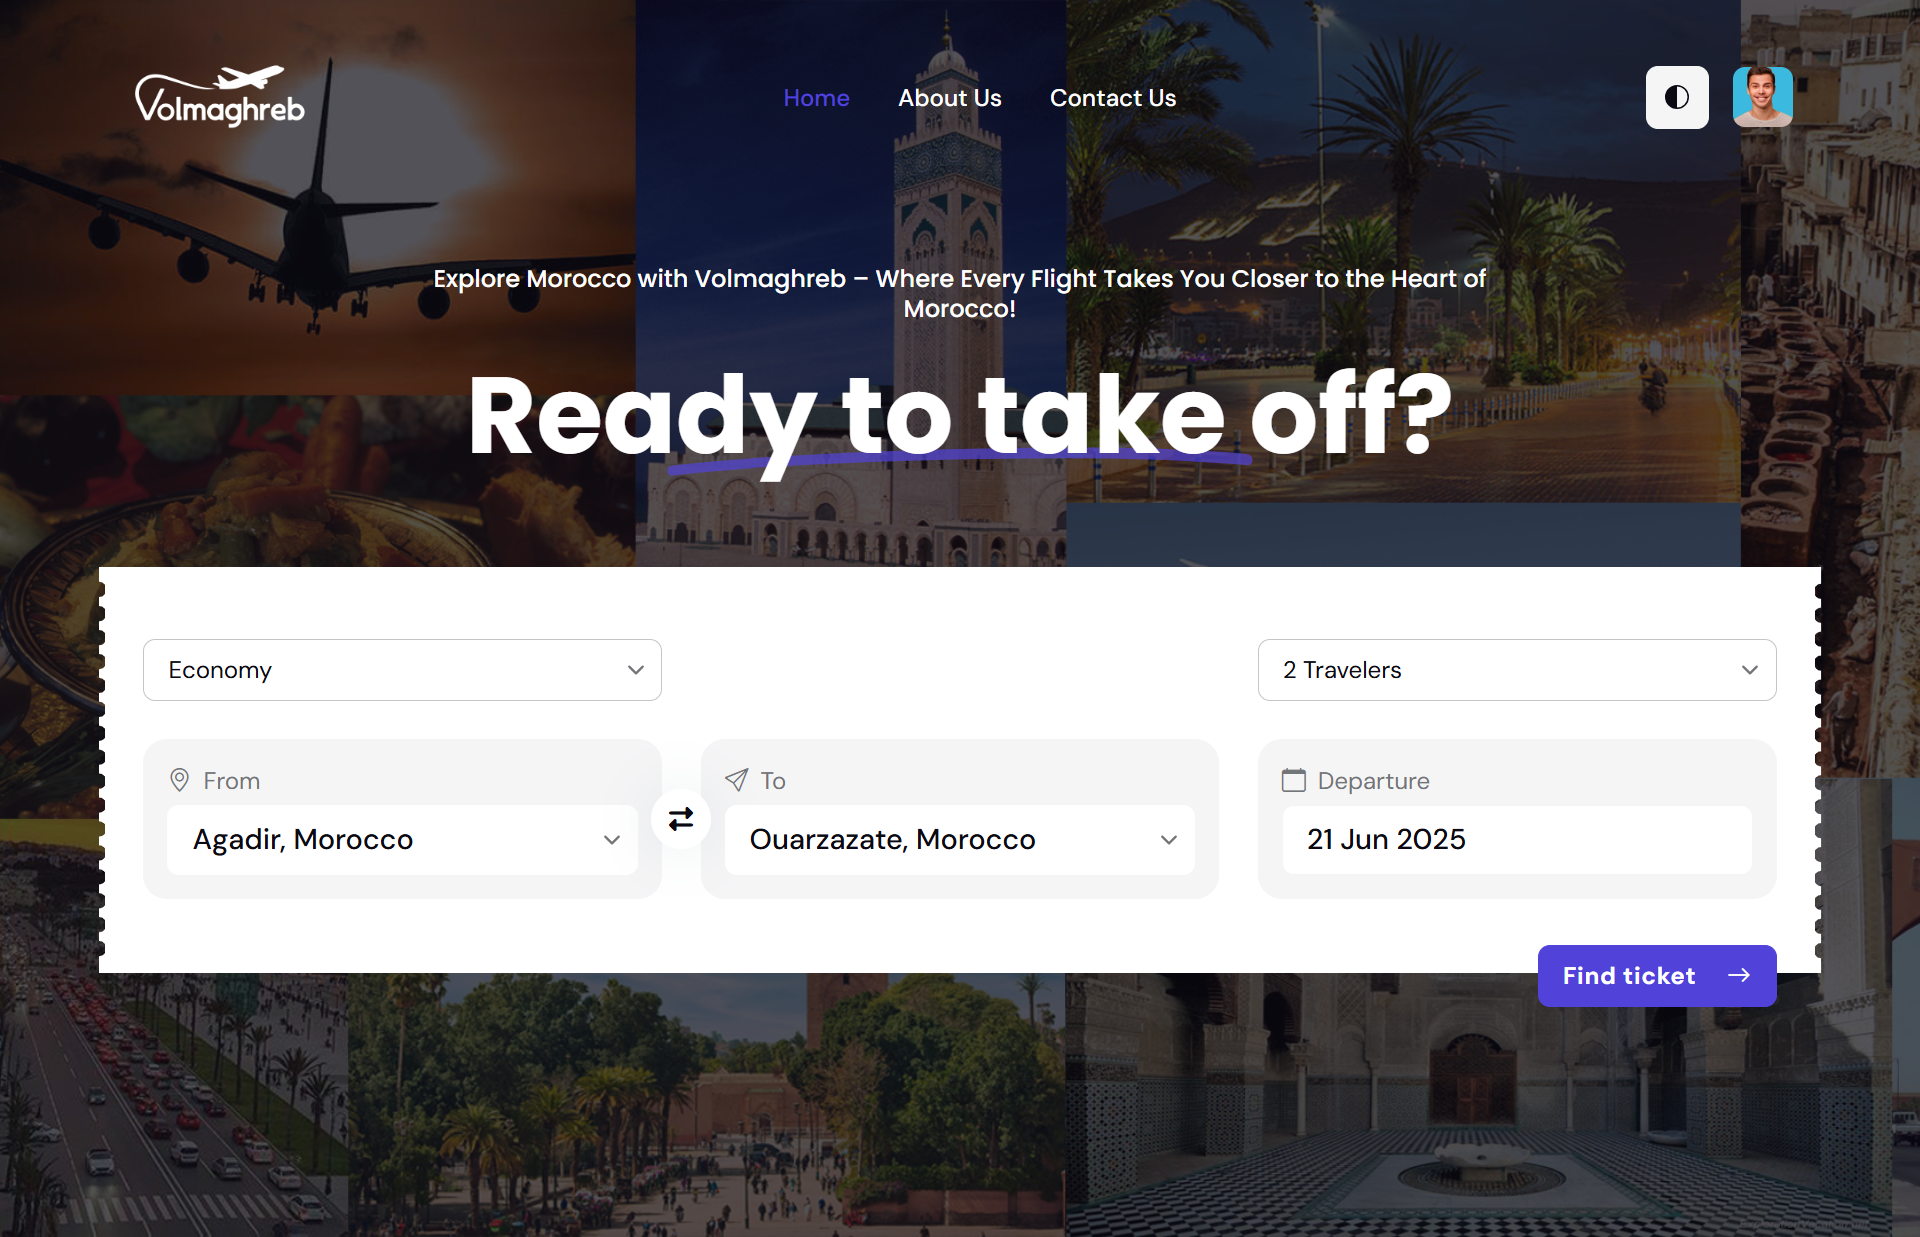 Volmaghreb
Home
About Us
Contact Us
Explore Morocco with Volmaghreb – Where Every Flight Takes You Closer to the Heart of
Morocco!
Ready to take off?
Economy
2 Travelers
From
To
Departure
Agadir, Morocco
Ouarzazate, Morocco
21 Jun 2025
Find ticket